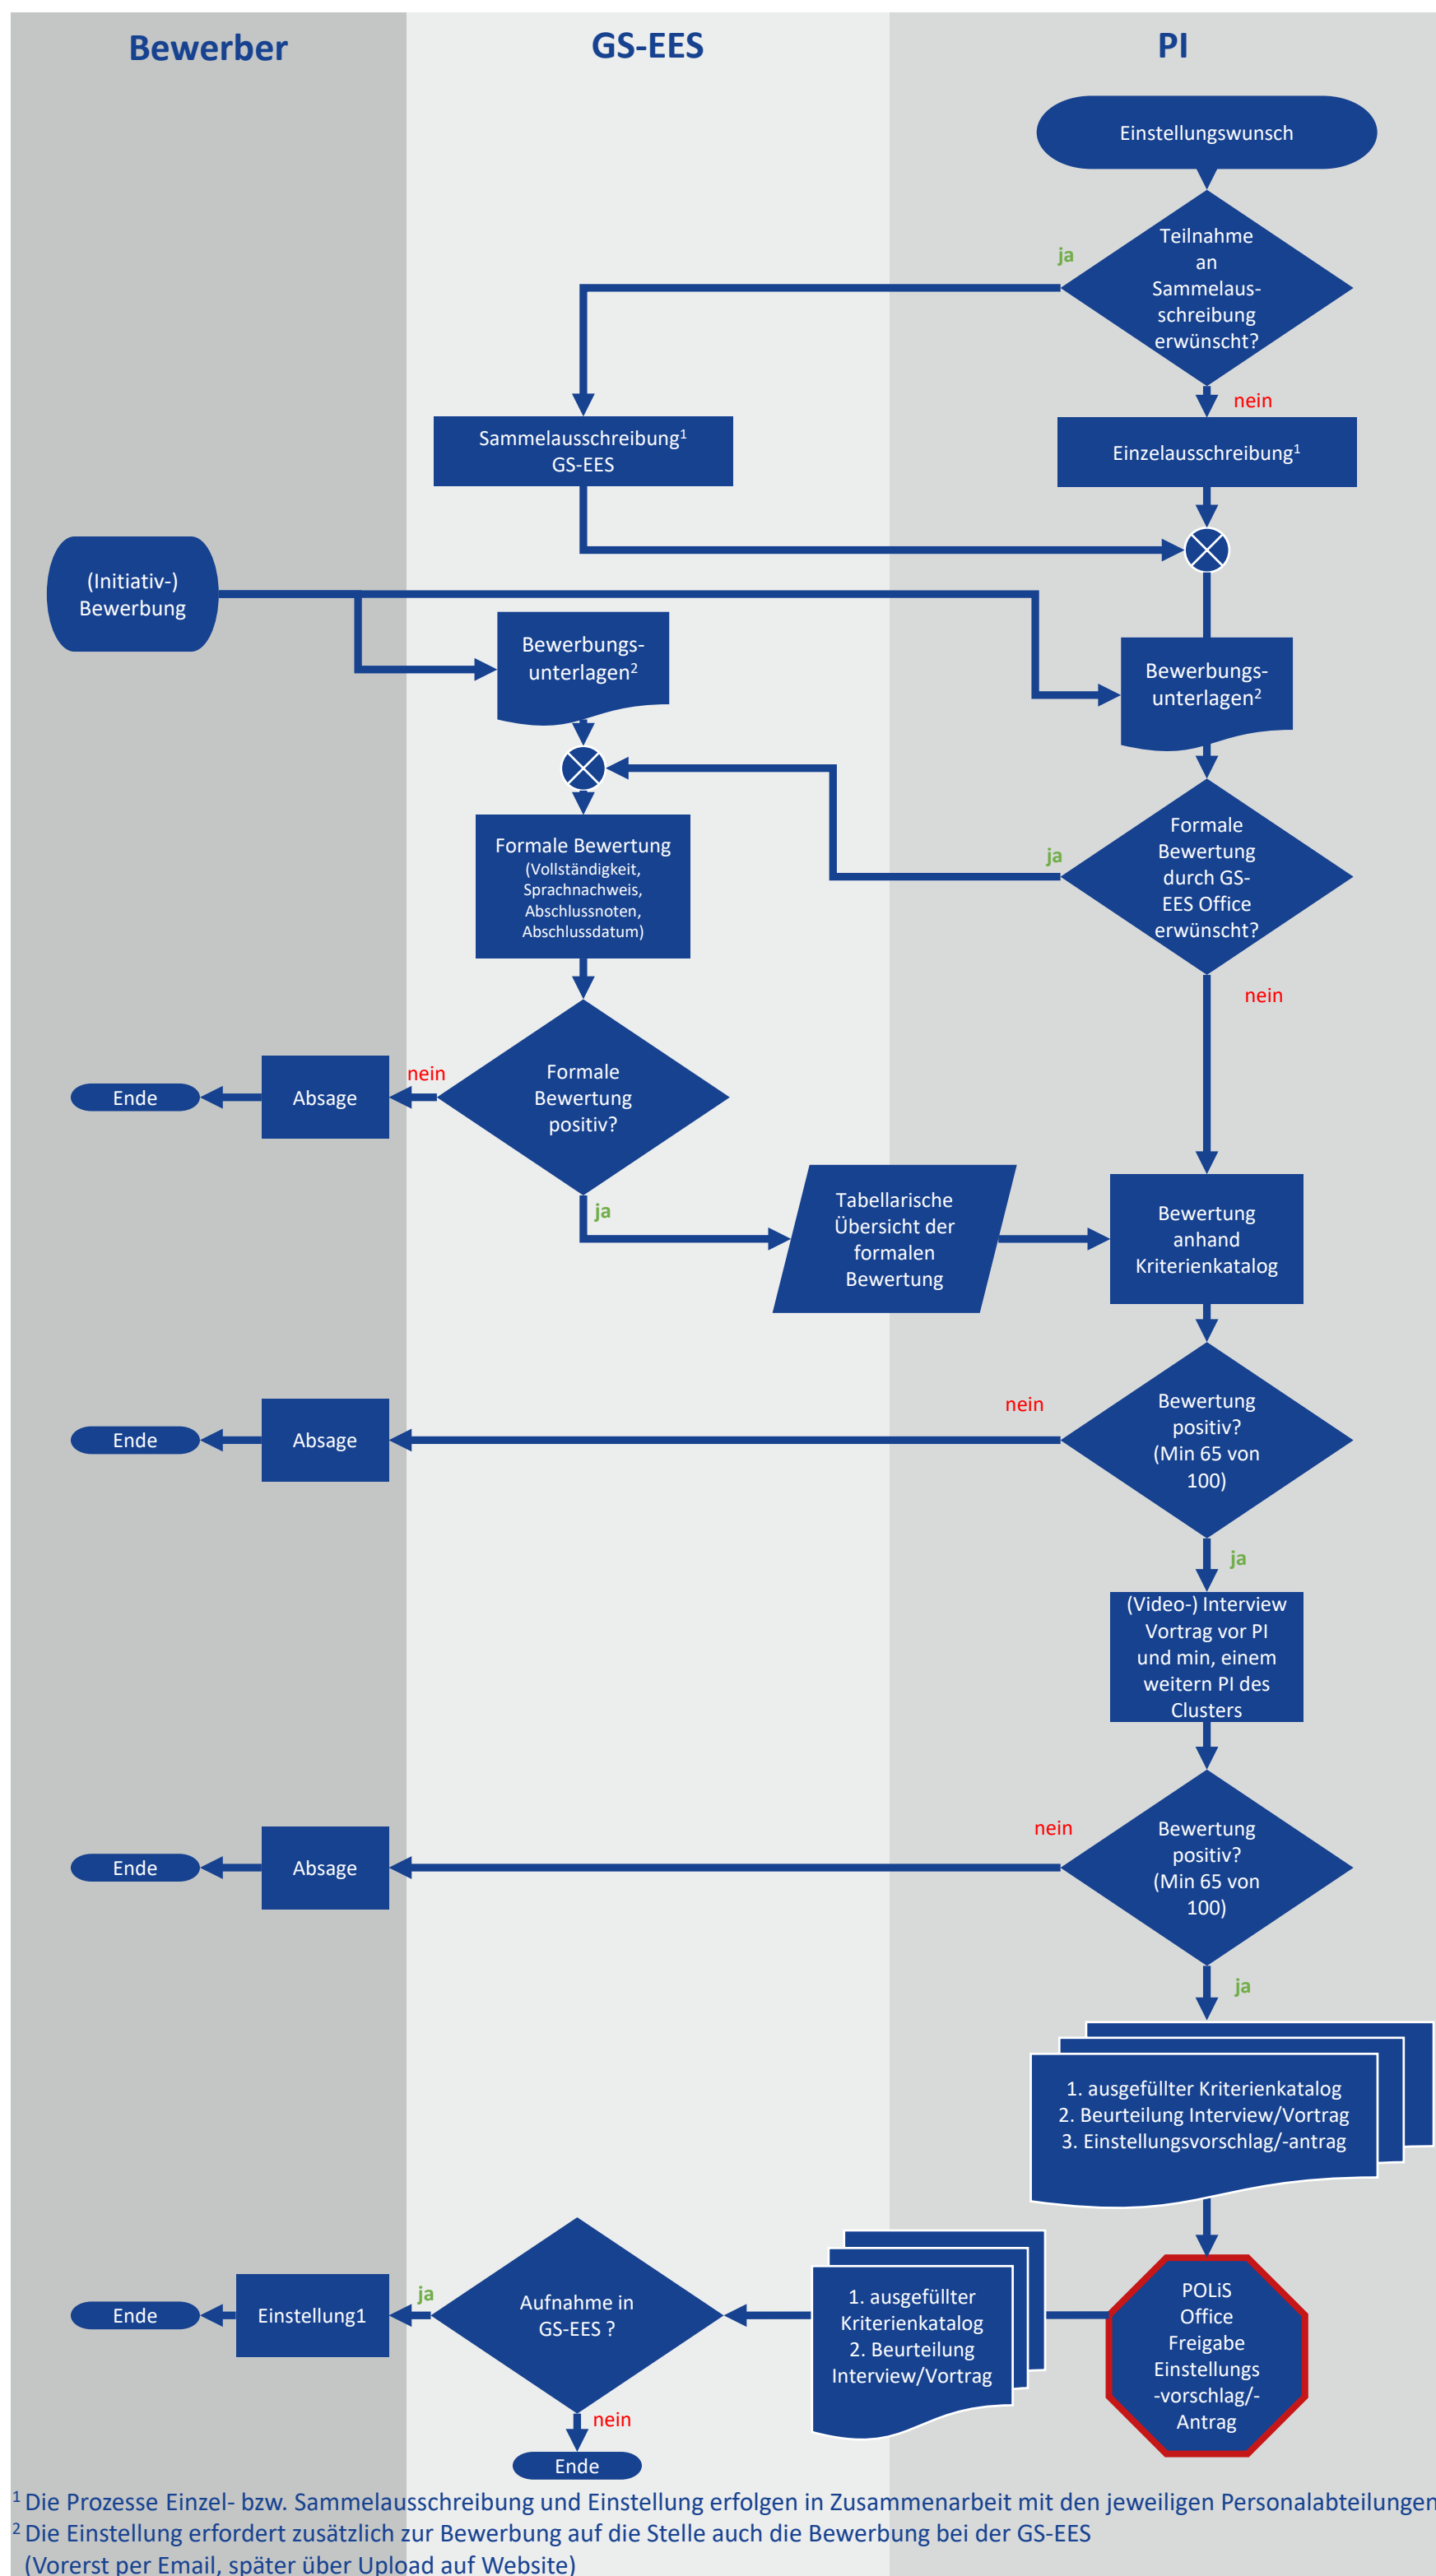 Bewerber
GS-EES
PI
Einstellungswunsch
Teilnahme
an
Sammelaus-
schreibung
erwünscht?
ja
nein
Sammelausschreibung¹
GS-EES
Einzelausschreibung¹
(Initiativ-)
Bewerbung
Bewerbungs-
unterlagen²
Bewerbungs-
unterlagen²
Formale Bewertung
(Vollständigkeit,
Sprachnachweis,
Abschlussnoten,
Abschlussdatum)
ja
Formale
Bewertung
durch GS-
EES Office
erwünscht?
nein
Ende
Absage
nein
Formale
Bewertung
positiv?
ja
Tabellarische
Übersicht der
formalen
Bewertung
Bewertung
anhand
Kriterienkatalog
Ende
Absage
nein
Bewertung
positiv?
(Min 65 von
100)
ja
(Video-) Interview
Vortrag vor PI
und min, einem
weitern PI des
Clusters
Ende
Absage
nein
Bewertung
positiv?
(Min 65 von
100)
ja
1. ausgefüllter Kriterienkatalog
2. Beurteilung Interview/Vortrag
3. Einstellungsvorschlag/-antrag
Ende
Einstellung1
ja
Aufnahme in
GS-EES ?
nein
Ende
1. ausgefüllter
Kriterienkatalog
2. Beurteilung
Interview/Vortrag
POLiS
Office
Freigabe
Einstellungs
-vorschlag/-
Antrag
¹ Die Prozesse Einzel- bzw. Sammelausschreibung und Einstellung erfolgen in Zusammenarbeit mit den jeweiligen Personalabteilungen
² Die Einstellung erfordert zusätzlich zur Bewerbung auf die Stelle auch die Bewerbung bei der GS-EES
(Vorerst per Email, später über Upload auf Website)